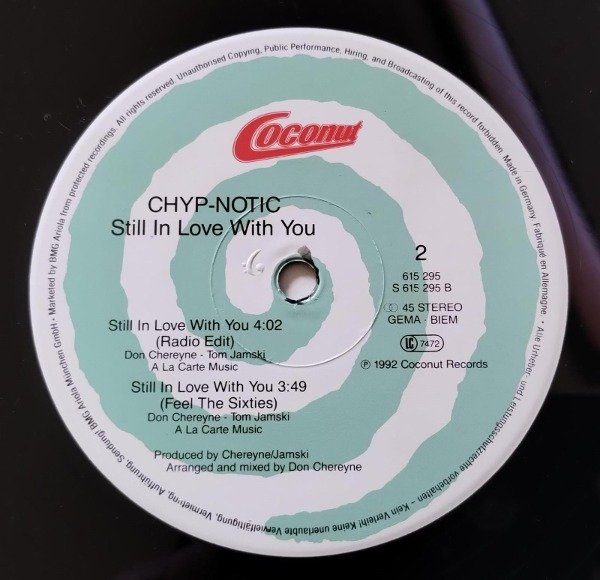 Coconut
CHYP-NOTIC
Still In Love With You
2
615 295
S 615 295 B
45 STEREO
GEMA - BIEM
LC 7472
℗ 1992 Coconut Records
Still In Love With You 4:02
(Radio Edit)
Don Chereyne - Tom Jamski
A La Carte Music
Still In Love With You 3:49
(Feel The Sixties)
Don Chereyne - Tom Jamski
A La Carte Music
Produced by Chereyne/Jamski
Arranged and mixed by Don Chereyne
Marketed by BMG Ariola from protected recordings. All rights reserved. Unauthorised Copying, Public Performance, Hiring, and Broadcasting of this record forbidden. Made in Germany. Fabriqué en Allemagne • Alle Urheber- und Leistungsschutzrechte vorbehalten – Kein Verleih! Keine unerlaubte Vervielfältigung, Vermietung, Aufführung, Sendung! BMG Ariola München GmbH •